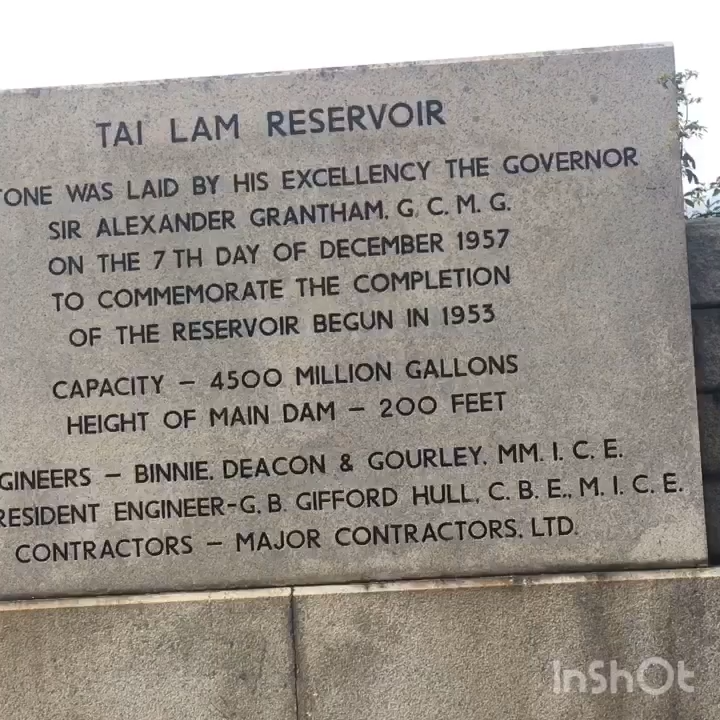 TAI LAM RESERVOIR
TONE WAS LAID BY HIS EXCELLENCY THE GOVERNOR
SIR ALEXANDER GRANTHAM. G. C. M. G.
ON THE 7 TH DAY OF DECEMBER 1957
TO COMMEMORATE THE COMPLETION
OF THE RESERVOIR BEGUN IN 1953
CAPACITY – 4500 MILLION GALLONS
HEIGHT OF MAIN DAM – 200 FEET
GINEERS – BINNIE. DEACON & GOURLEY. MM. I. C. E.
RESIDENT ENGINEER-G. B. GIFFORD HULL. C. B. E., M. I. C. E.
CONTRACTORS – MAJOR CONTRACTORS. LTD.
InShOt